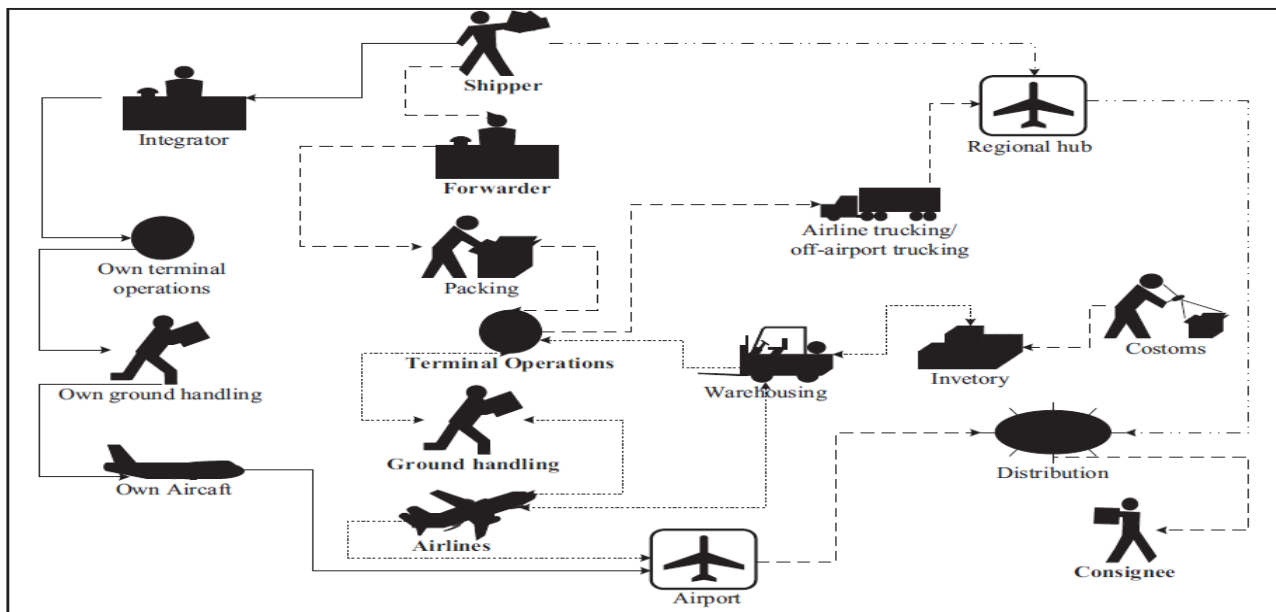 Shipper
Integrator
Regional hub
Forwarder
Airline trucking/
off-airport trucking
Own terminal
operations
Packing
Costoms
Terminal Operations
Own ground handling
Warehousing
Invetory
Ground handling
Distribution
Own Aircaft
Airlines
Consignee
Airport